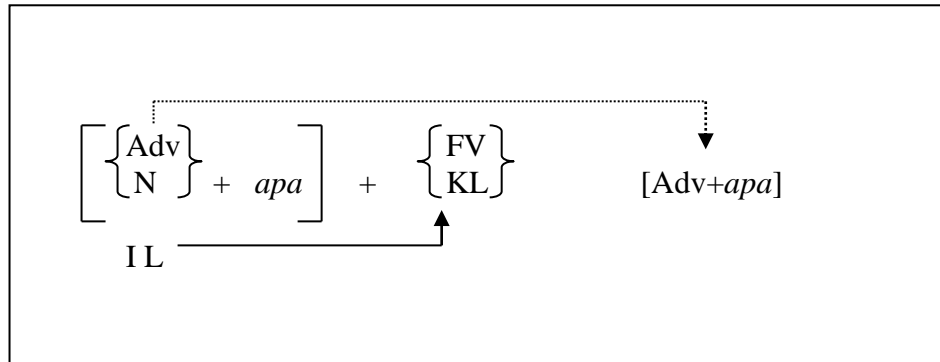 Adv FV
N + apa + KL [Adv+apa]
I L